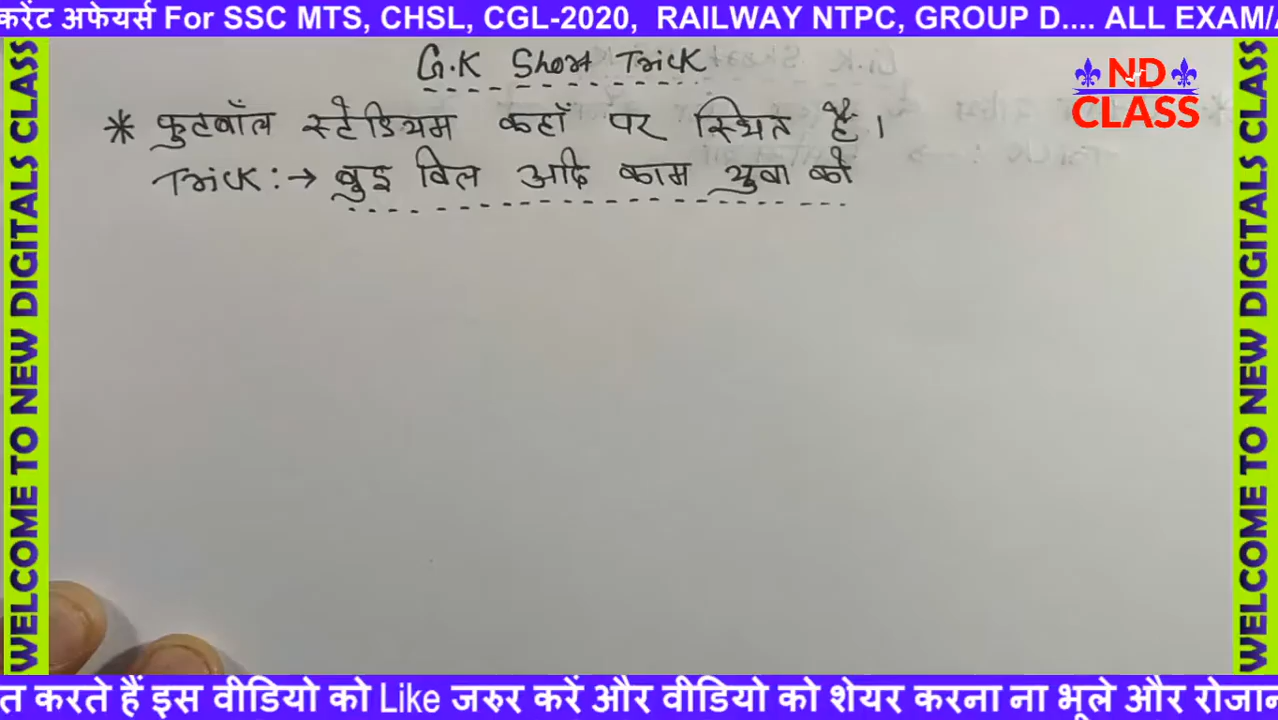 करेंट अफेयर्स For SSC MTS, CHSL, CGL-2020, RAILWAY NTPC, GROUP D.... ALL EXAM/
G.K Short Trick
ND
CLASS
* फुटबॉल स्टेडियम कहाँ पर स्थित है।
Trick:→ वुइ विल अदि काम युवा को
WELCOME TO NEW DIGITALS CLASS
WELCOME TO NEW DIGITALS CLASS
त करते हैं इस वीडियो को Like जरुर करें और वीडियो को शेयर करना ना भूले और रोजान